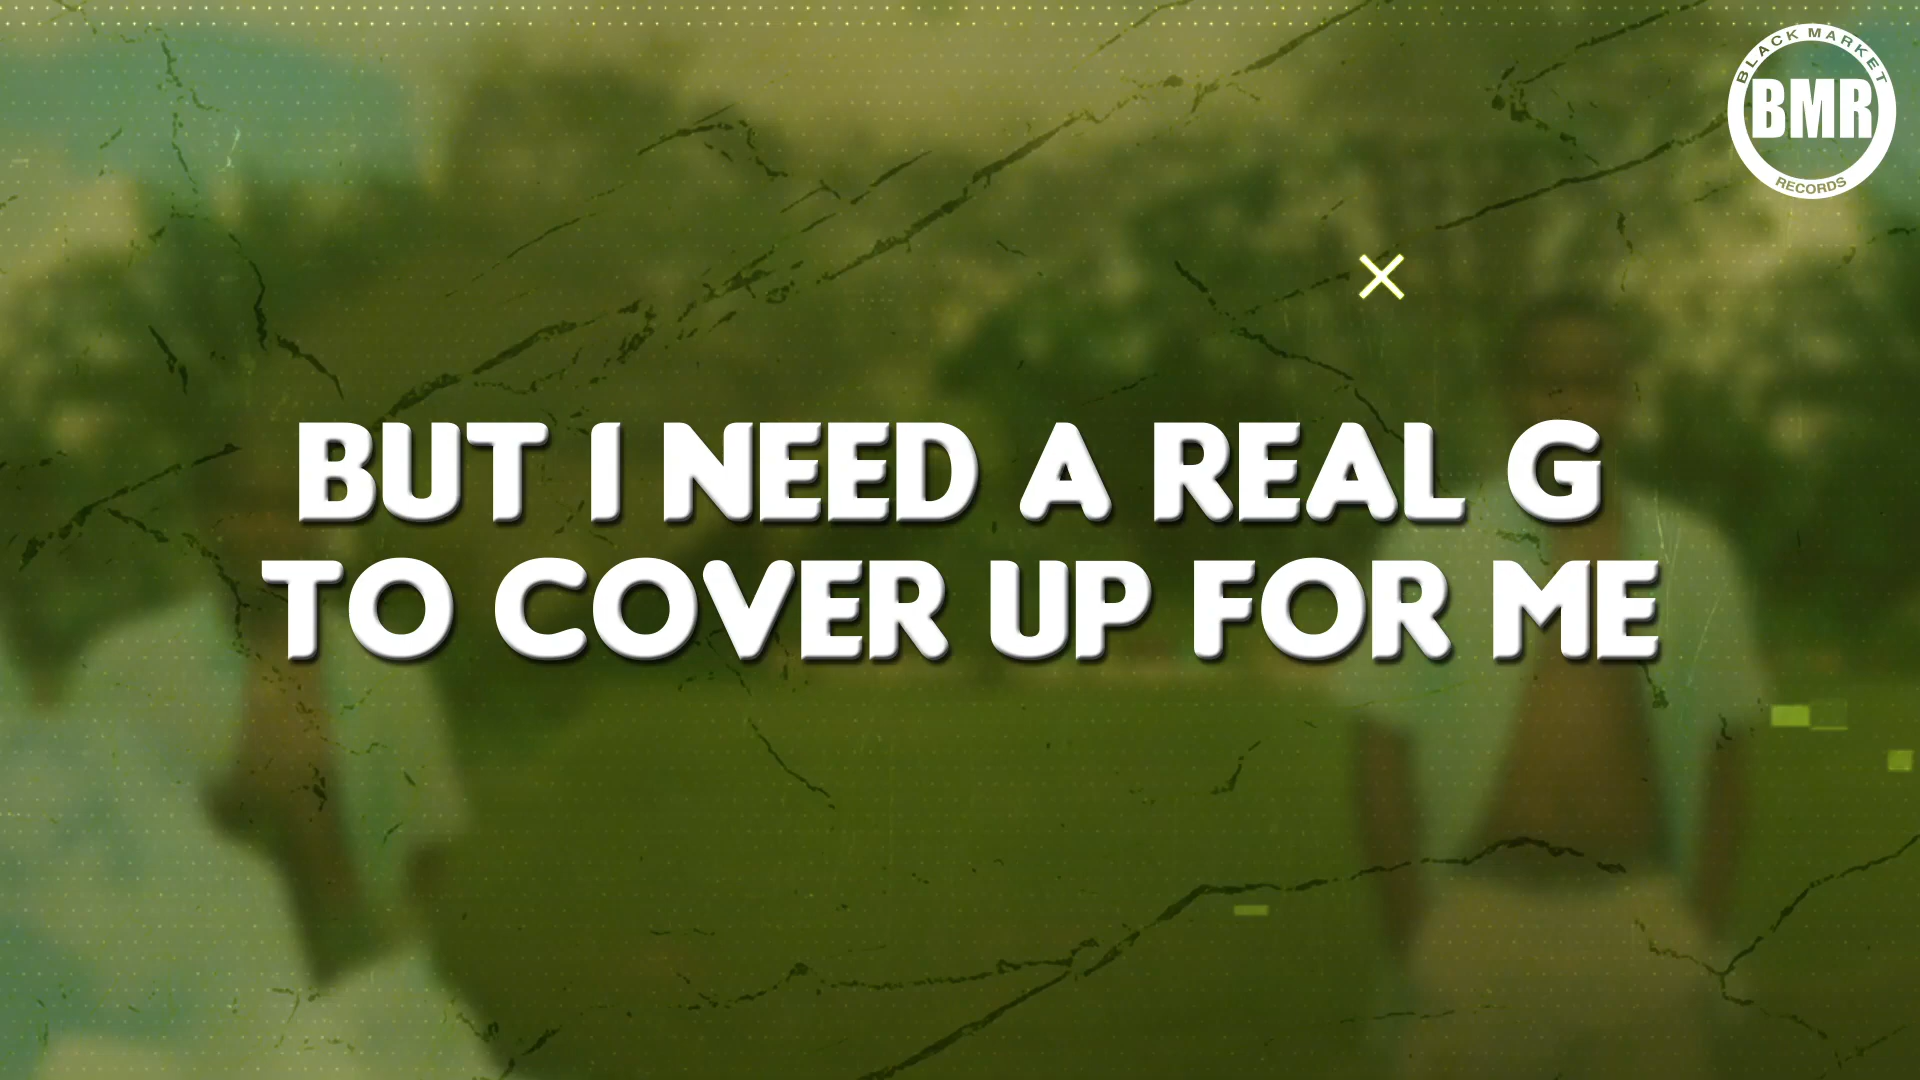 BLACK MARKET
BMR
RECORDS
BUT I NEED A REAL G
TO COVER UP FOR ME